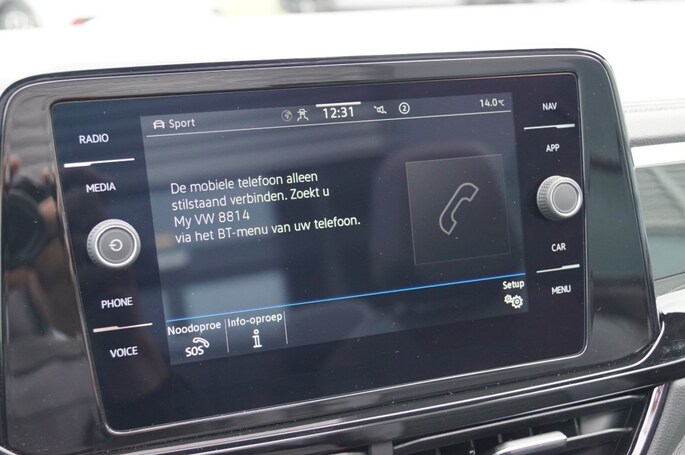 RADIO
MEDIA
PHONE
VOICE
Sport
12:31
2
14.0°C
De mobiele telefoon alleen
stilstaand verbinden. Zoekt u
My VW 8814
via het BT-menu van uw telefoon.
Setup
Noodoproe
SOS
Info-oproep
i
NAV
APP
CAR
MENU